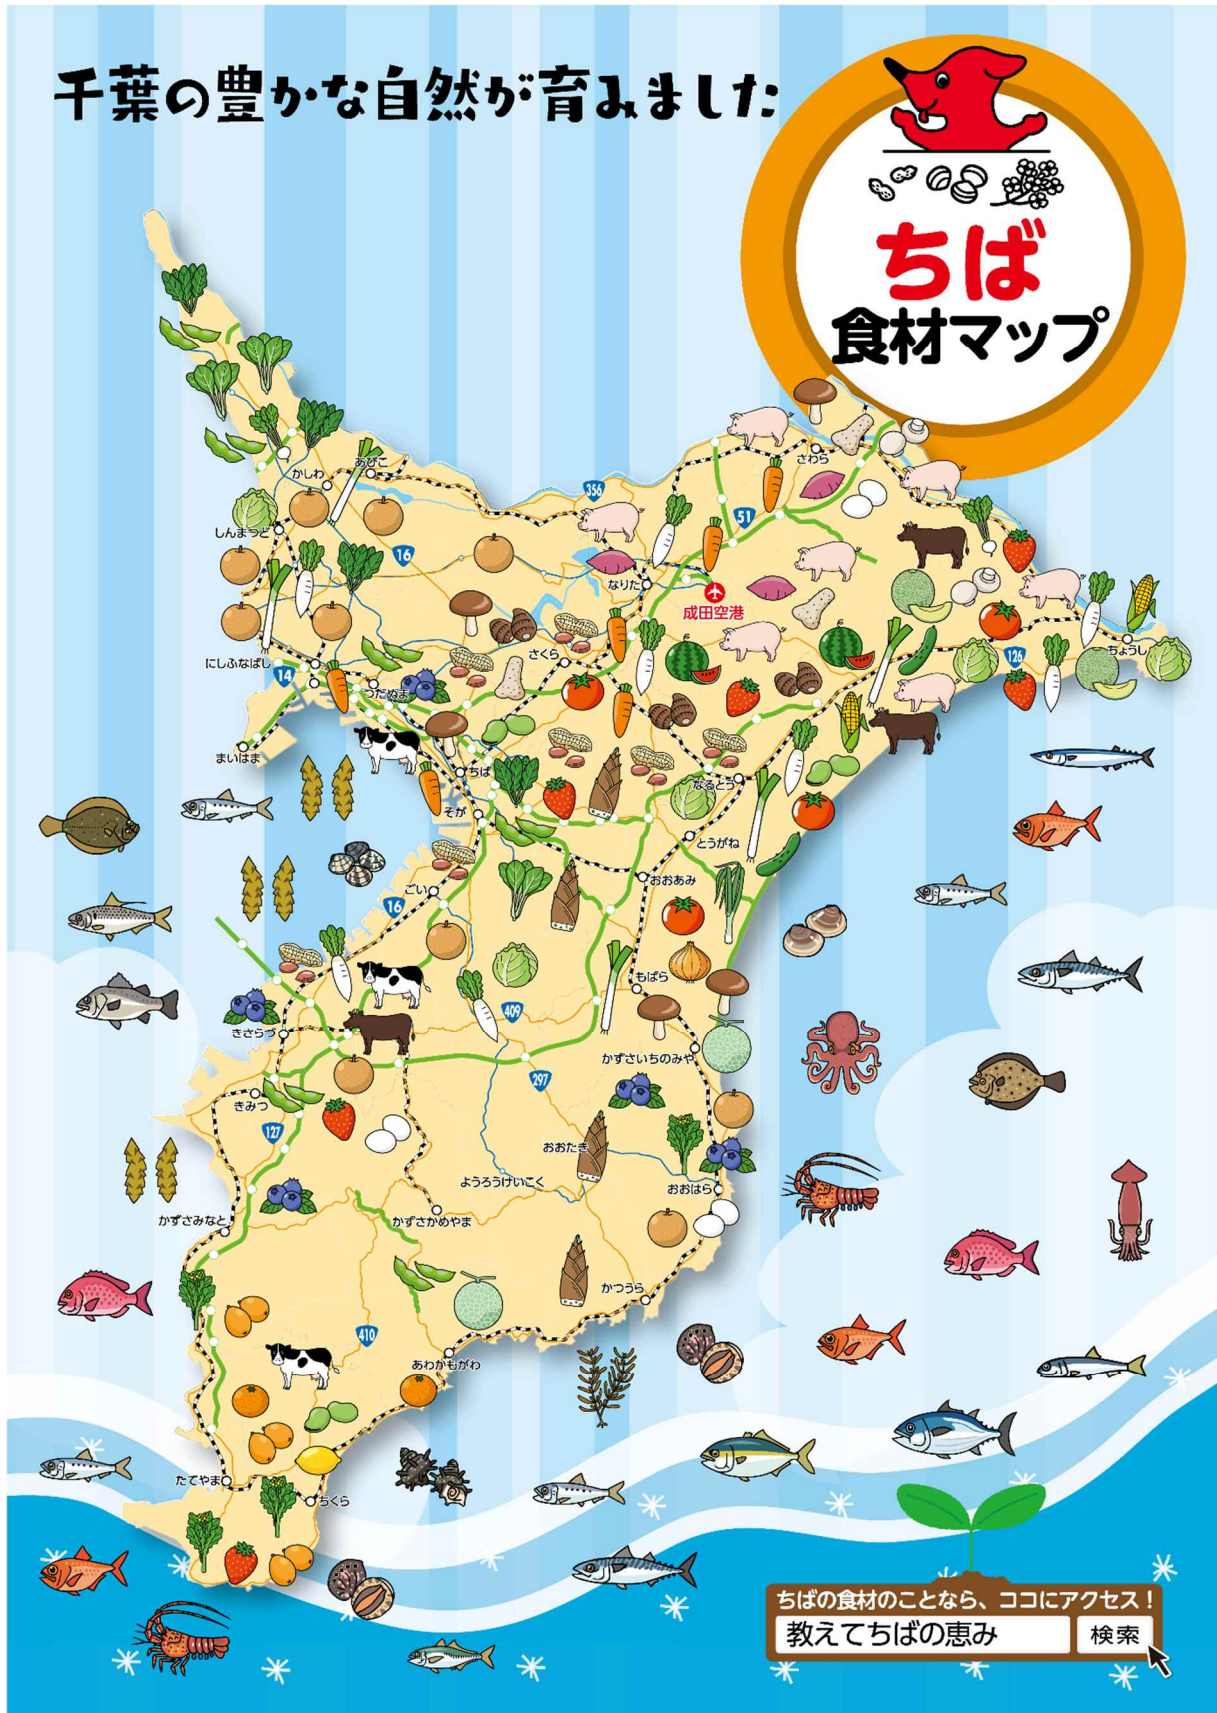 千葉の豊かな自然が育みました
ちば
食材マップ
かしわ
あびこ
しんまつど
16
356
51
さわら
なりた
成田空港
さくら
にしふなばし
14
つだぬま
まいはま
ちば
そが
126
ちょうし
なるとう
とうがね
おおあみ
ごい
16
もばら
きさらづ
409
かずさいちのみや
297
きみつ
127
おおたき
ようろうけいこく
おおはら
かずさみなと
かずさかめやま
かつうら
410
あわかもがわ
たてやま
ちくら
ちばの食材のことなら、ココにアクセス!
教えてちばの恵み
検索